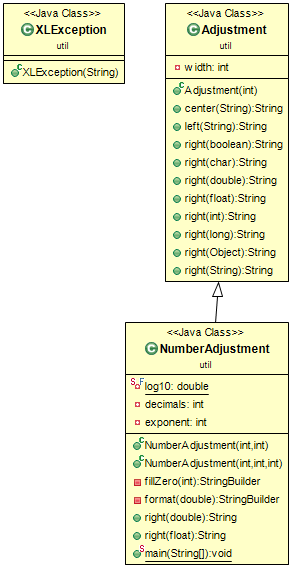 <<Java Class>>
XLException
util
XLException(String)
<<Java Class>>
Adjustment
util
width: int
Adjustment(int)
center(String):String
left(String):String
right(boolean):String
right(char):String
right(double):String
right(float):String
right(int):String
right(long):String
right(Object):String
right(String):String
<<Java Class>>
NumberAdjustment
util
log10: double
decimals: int
exponent: int
NumberAdjustment(int,int)
NumberAdjustment(int,int,int)
fillZero(int):StringBuilder
format(double):StringBuilder
right(double):String
right(float):String
main(String[]):void